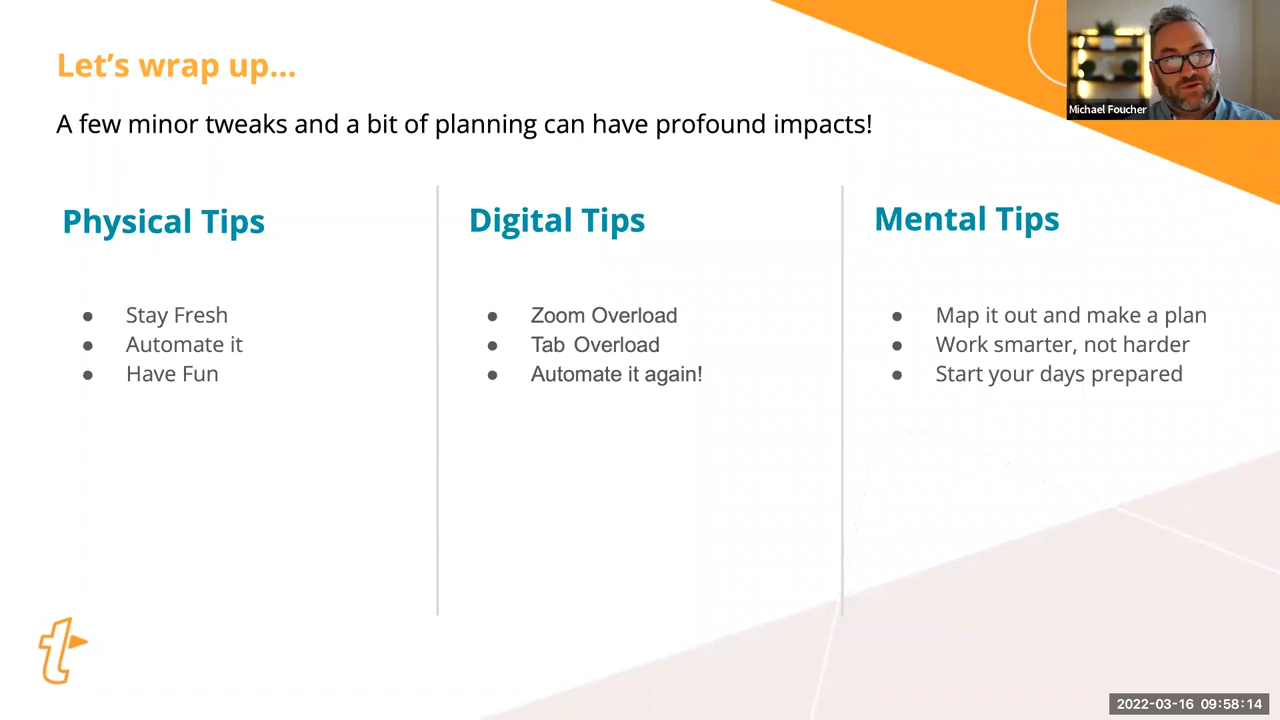 Let's wrap up...
A few minor tweaks and a bit of planning can have profound impacts!
Michael Foucher
Physical Tips
● Stay Fresh
● Automate it
● Have Fun
Digital Tips
● Zoom Overload
● Tab Overload
● Automate it again!
Mental Tips
● Map it out and make a plan
● Work smarter, not harder
● Start your days prepared
t
2022-03-16 09:58:14